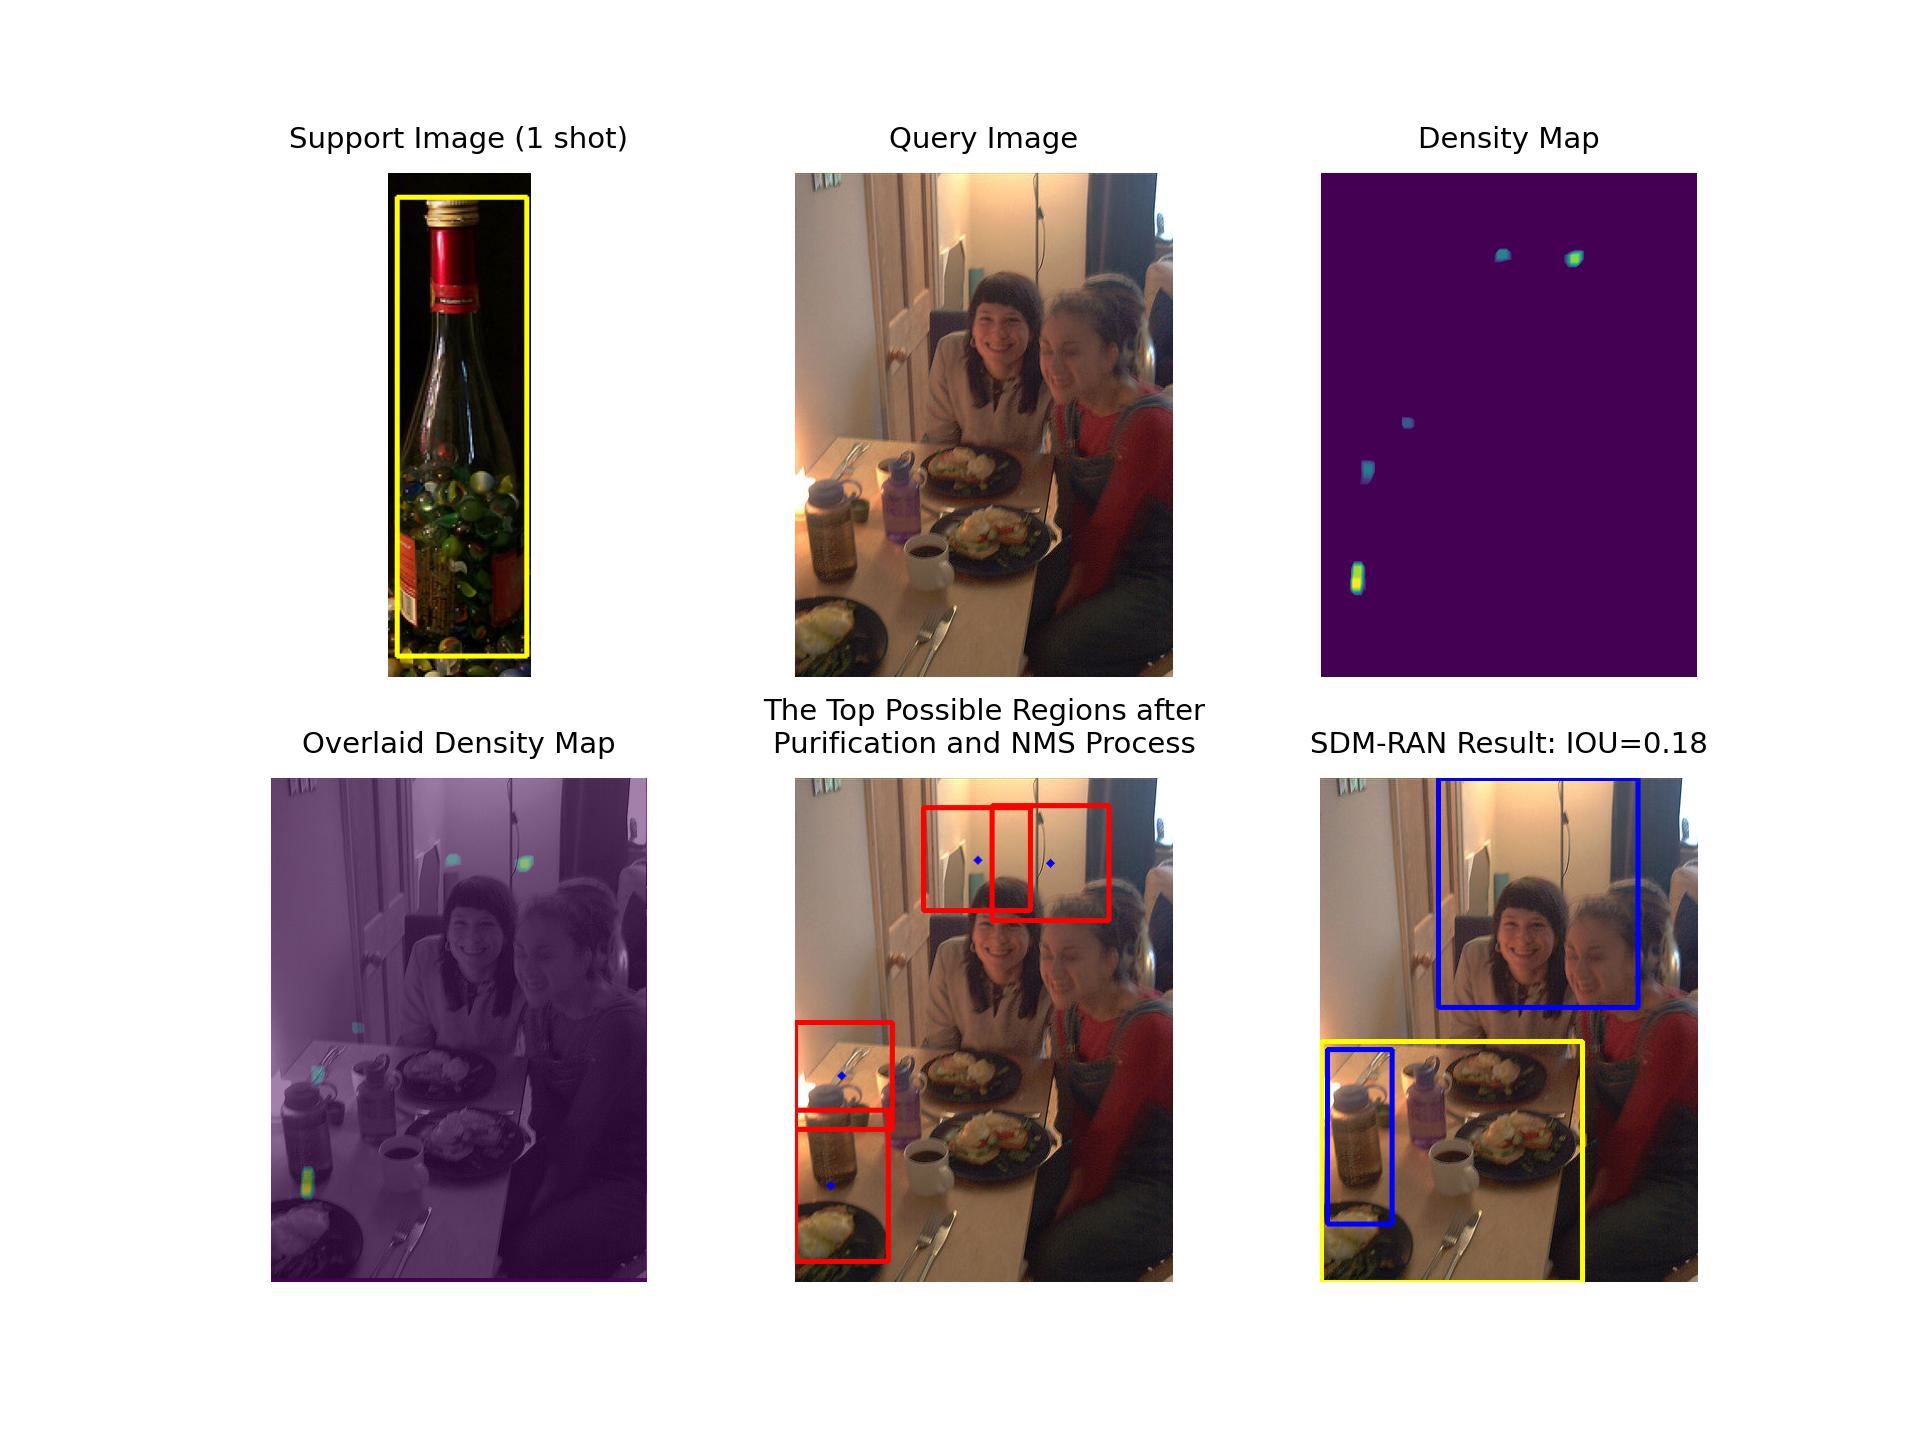 Support Image (1 shot)
Query Image
Density Map
Overlaid Density Map
The Top Possible Regions after
Purification and NMS Process
SDM-RAN Result: IOU=0.18